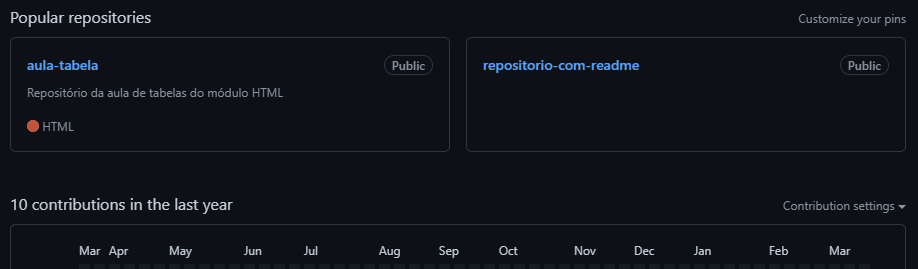 Popular repositories Customize your pins
aula-tabela Public repositorio-com-readme Public
Repositório da aula de tabelas do módulo HTML
HTML
10 contributions in the last year Contribution settings
Mar Apr May Jun Jul Aug Sep Oct Nov Dec Jan Feb Mar